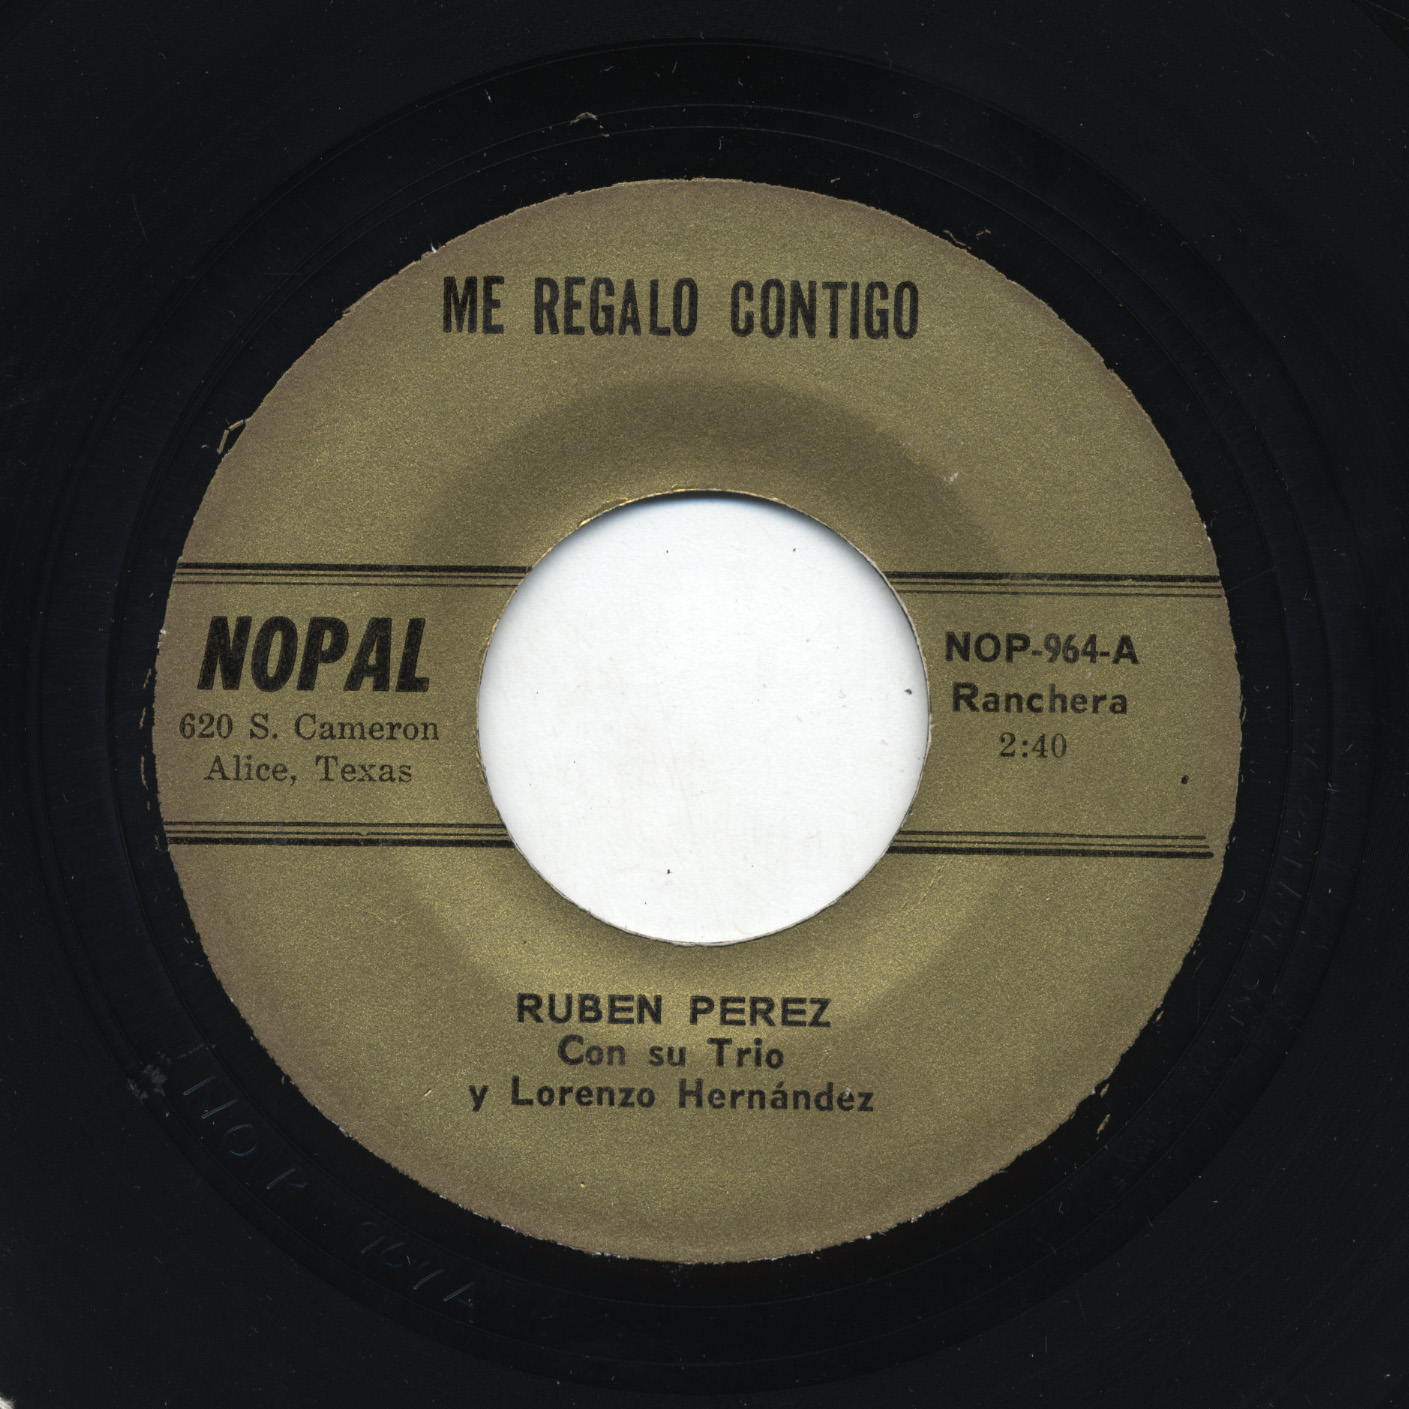 ME REGALO CONTIGO
NOPAL
620 S. Cameron
Alice, Texas
NOP-964-A
Ranchera
2:40
RUBEN PEREZ
Con su Trio
y Lorenzo Hernández